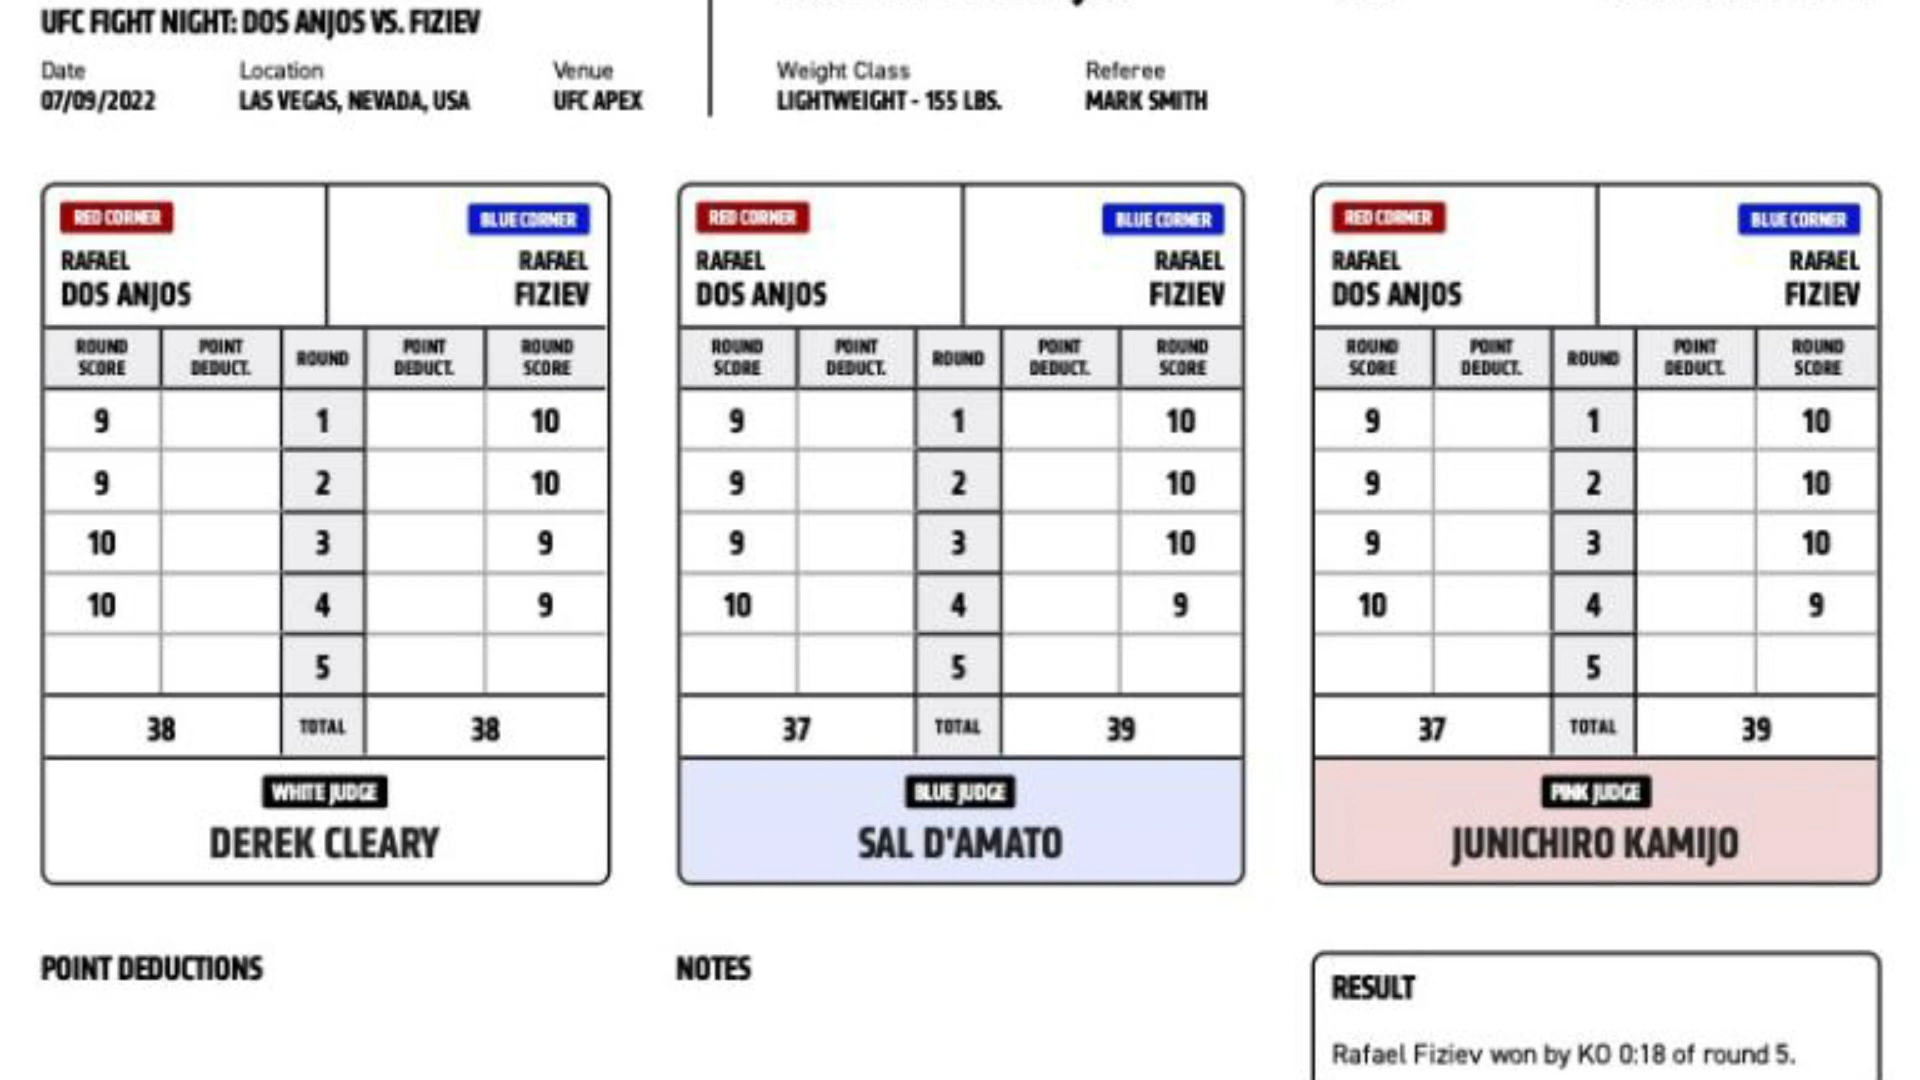 UFC FIGHT NIGHT: DOS ANJOS VS. FIZIEV
Date Location Venue Weight Class Referee
07/09/2022 LAS VEGAS, NEVADA, USA UFC APEX LIGHTWEIGHT - 155 LBS. MARK SMITH
RED CORNER BLUE CORNER
RAFAEL RAFAEL
DOS ANJOS FIZIEV
ROUND SCORE POINT DEDUCT. ROUND POINT DEDUCT. ROUND SCORE
9 1 10
9 2 10
10 3 9
10 4 9
5
38 TOTAL 38
WHITE JUDGE
DEREK CLEARY
RED CORNER BLUE CORNER
RAFAEL RAFAEL
DOS ANJOS FIZIEV
ROUND SCORE POINT DEDUCT. ROUND POINT DEDUCT. ROUND SCORE
9 1 10
9 2 10
9 3 10
10 4 9
5
37 TOTAL 39
BLUE JUDGE
SAL D'AMATO
RED CORNER BLUE CORNER
RAFAEL RAFAEL
DOS ANJOS FIZIEV
ROUND SCORE POINT DEDUCT. ROUND POINT DEDUCT. ROUND SCORE
9 1 10
9 2 10
9 3 10
10 4 9
5
37 TOTAL 39
PINK JUDGE
JUNICHIRO KAMIJO
POINT DEDUCTIONS
NOTES
RESULT
Rafael Fiziev won by KO 0:18 of round 5.